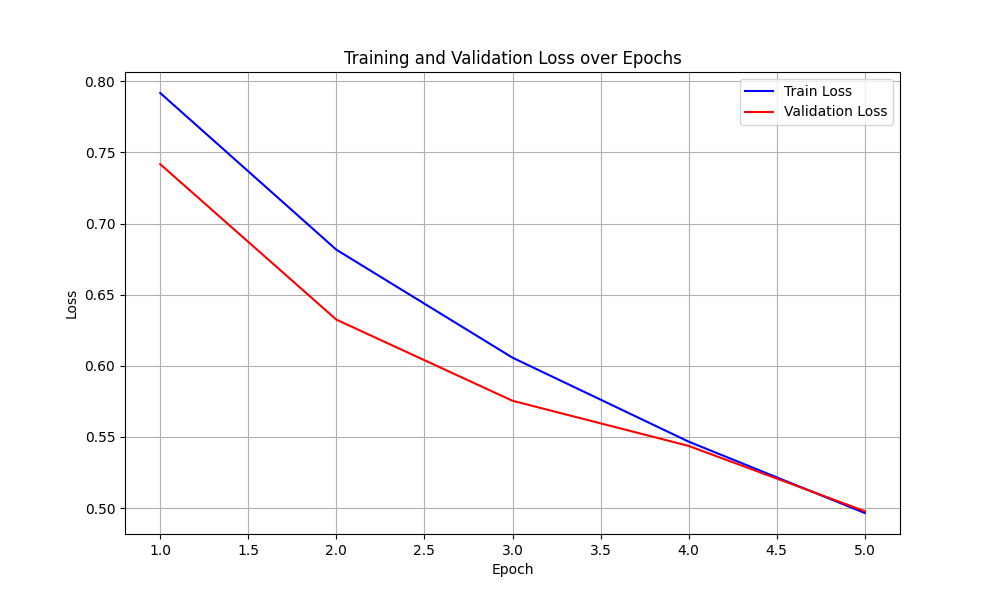 Training and Validation Loss over Epochs
Train Loss
Validation Loss
0.80
0.75
0.70
0.65
0.60
0.55
0.50
Loss
1.0 1.5 2.0 2.5 3.0 3.5 4.0 4.5 5.0
Epoch